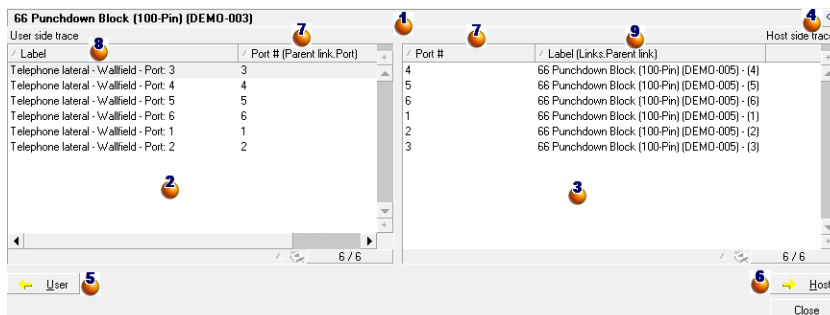 66 Punchdown Block (100-Pin) (DEMO-003)
1
4
User side trace
7
7
9
Host side trace
8
/ Label
/ Port # (Parent link.Port)
/ Port #
/ Label (Links.Parent link)
Telephone lateral - Wallfield - Port: 3 3
Telephone lateral - Wallfield - Port: 4 4
Telephone lateral - Wallfield - Port: 5 5
Telephone lateral - Wallfield - Port: 6 6
Telephone lateral - Wallfield - Port: 1 1
Telephone lateral - Wallfield - Port: 2 2
4 66 Punchdown Block (100-Pin) (DEMO-005) - (4)
5 66 Punchdown Block (100-Pin) (DEMO-005) - (5)
6 66 Punchdown Block (100-Pin) (DEMO-005) - (6)
1 66 Punchdown Block (100-Pin) (DEMO-005) - (1)
2 66 Punchdown Block (100-Pin) (DEMO-005) - (2)
3 66 Punchdown Block (100-Pin) (DEMO-005) - (3)
2
3
/ 6 / 6
/ 6 / 6
User
5
6
Host
Close